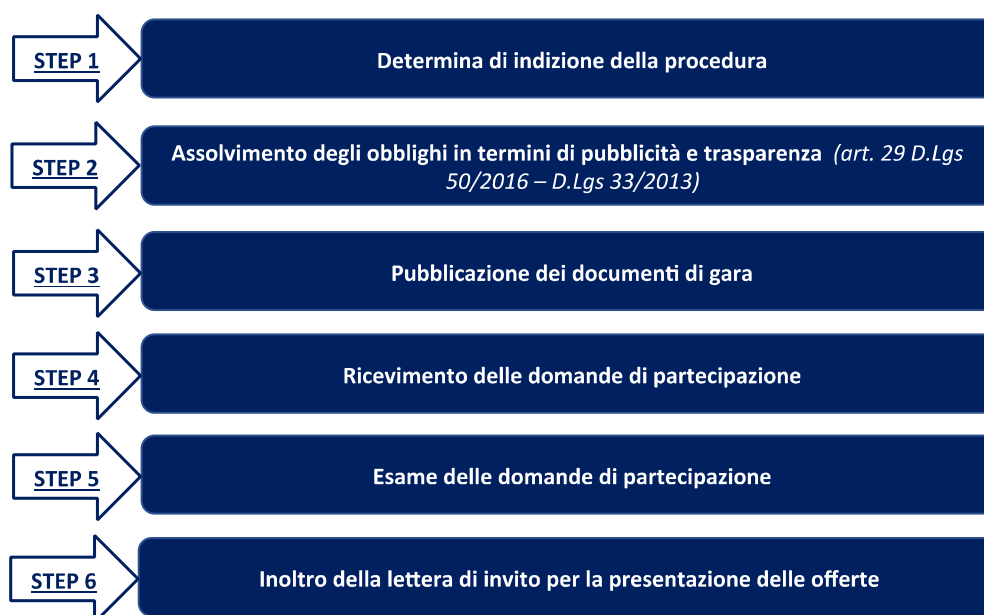 STEP 1
Determina di indizione della procedura
STEP 2
Assolvimento degli obblighi in termini di pubblicità e trasparenza (art. 29 D.Lgs
50/2016 – D.Lgs 33/2013)
STEP 3
Pubblicazione dei documenti di gara
STEP 4
Ricevimento delle domande di partecipazione
STEP 5
Esame delle domande di partecipazione
STEP 6
Inoltro della lettera di invito per la presentazione delle offerte